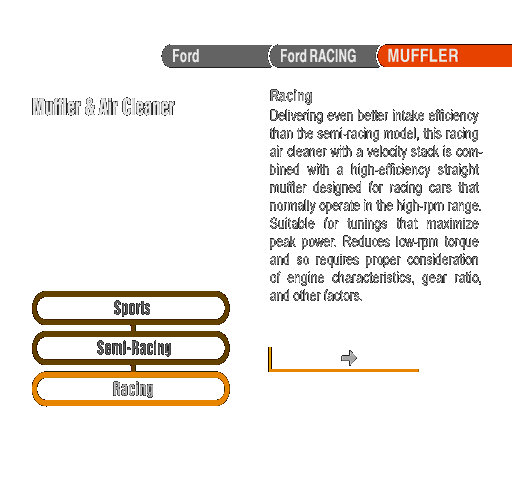 Ford
Ford RACING
MUFFLER
Muffler & Air Cleaner
Racing
Delivering even better intake efficiency
than the semi-racing model, this racing
air cleaner with a velocity stack is com-
bined with a high-efficiency straight
muffler designed for racing cars that
normally operate in the high-rpm range.
Suitable for tunings that maximize
peak power. Reduces low-rpm torque
and so requires proper consideration
of engine characteristics, gear ratio,
and other factors.
Sports
Semi-Racing
Racing